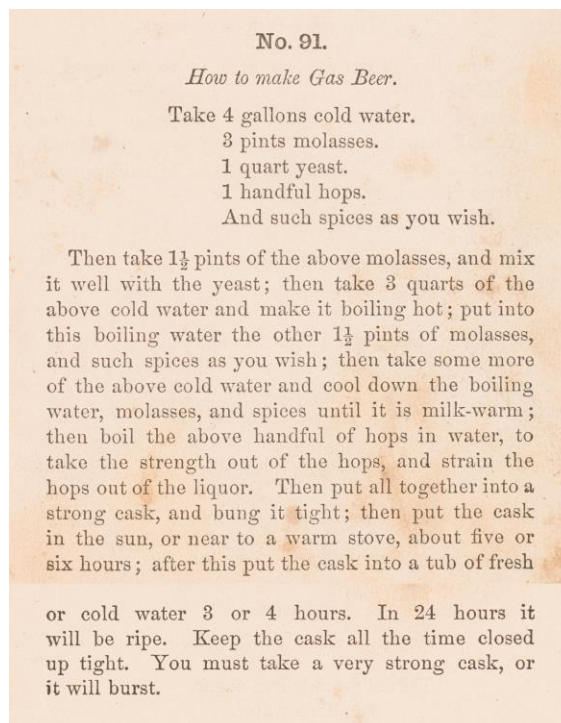 No. 91.
How to make Gas Beer.
Take 4 gallons cold water.
3 pints molasses.
1 quart yeast.
1 handful hops.
And such spices as you wish.
Then take 1½ pints of the above molasses, and mix
it well with the yeast; then take 3 quarts of the
above cold water and make it boiling hot; put into
this boiling water the other 1½ pints of molasses,
and such spices as you wish; then take some more
of the above cold water and cool down the boiling
water, molasses, and spices until it is milk-warm;
then boil the above handful of hops in water, to
take the strength out of the hops, and strain the
hops out of the liquor. Then put all together into a
strong cask, and bung it tight; then put the cask
in the sun, or near to a warm stove, about five or
six hours; after this put the cask into a tub of fresh
or cold water 3 or 4 hours. In 24 hours it
will be ripe. Keep the cask all the time closed
up tight. You must take a very strong cask, or
it will burst.